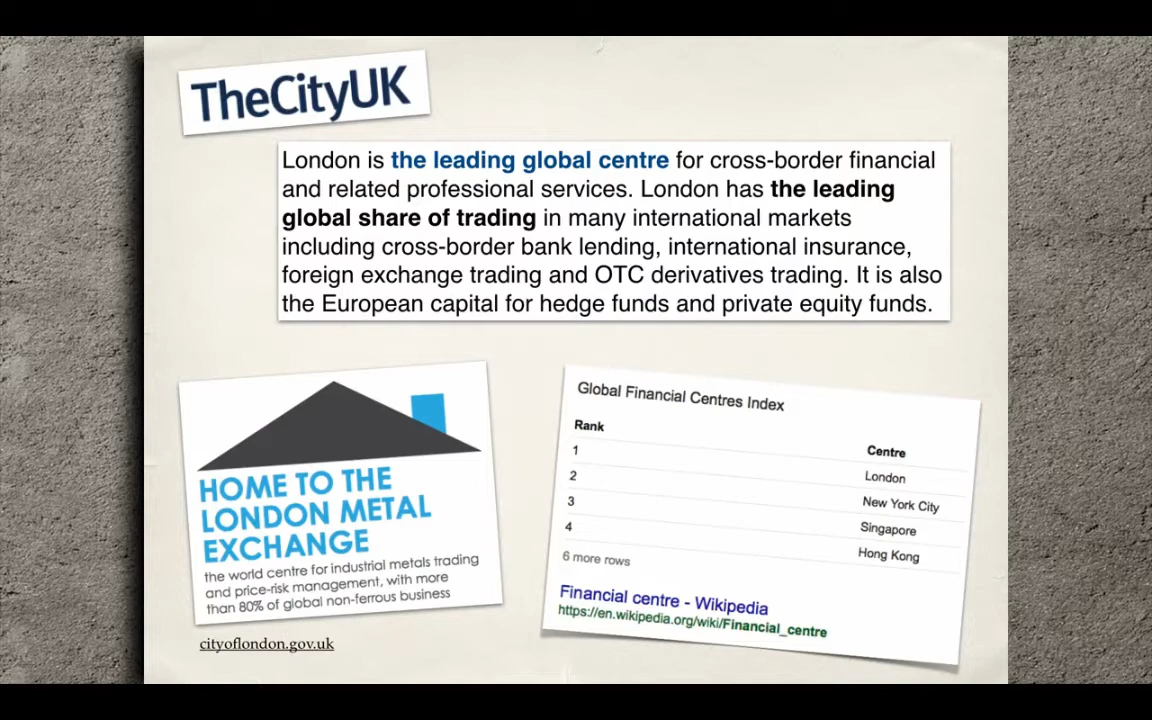 TheCityUK
London is the leading global centre for cross-border financial
and related professional services. London has the leading
global share of trading in many international markets
including cross-border bank lending, international insurance,
foreign exchange trading and OTC derivatives trading. It is also
the European capital for hedge funds and private equity funds.
HOME TO THE
LONDON METAL
EXCHANGE
the world centre for industrial metals trading
and price-risk management, with more
than 80% of global non-ferrous business
cityoflondon.gov.uk
Global Financial Centres Index
Rank Centre
1 London
2 New York City
3 Singapore
4 Hong Kong
6 more rows
Financial centre - Wikipedia
https://en.wikipedia.org/wiki/Financial_centre